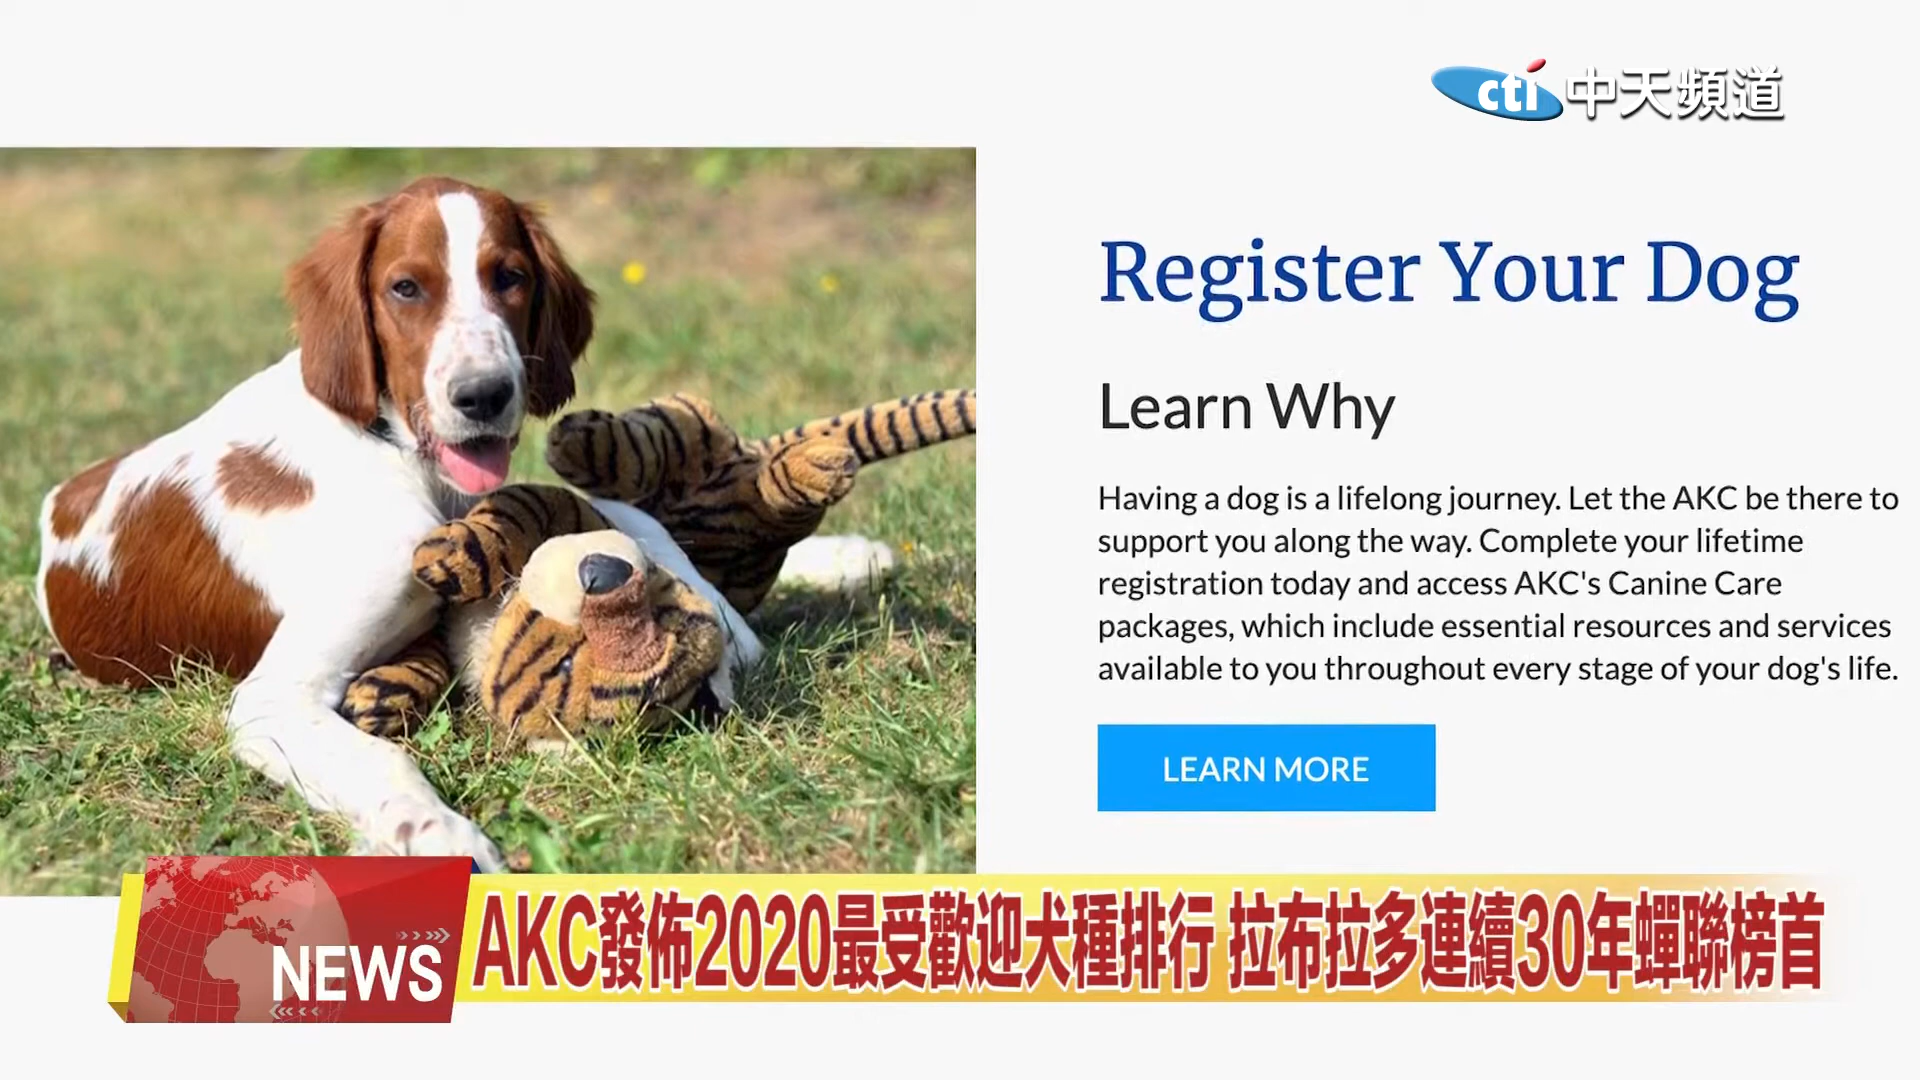 cti 中天頻道
Register Your Dog
Learn Why
Having a dog is a lifelong journey. Let the AKC be there to
support you along the way. Complete your lifetime
registration today and access AKC's Canine Care
packages, which include essential resources and services
available to you throughout every stage of your dog's life.
LEARN MORE
NEWS
AKC發佈2020最受歡迎犬種排行 拉布拉多連續30年蟬聯榜首